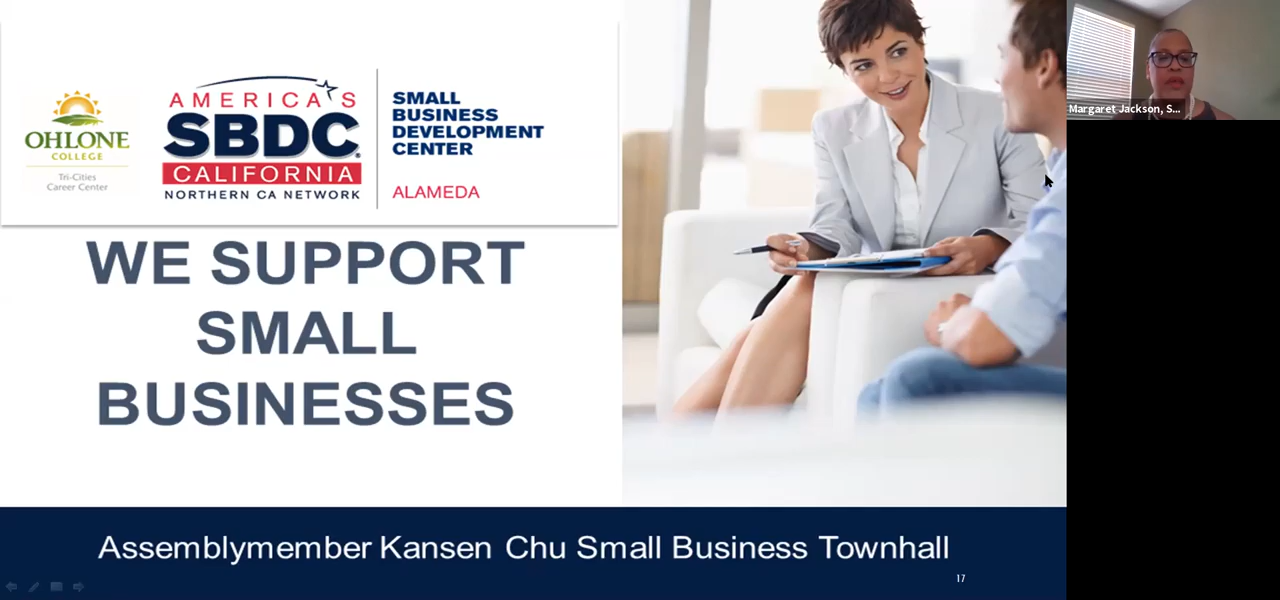 OHLONE
COLLEGE
Tri-Cities
Career Center
AMERICA'S
SBDC®
CALIFORNIA
NORTHERN CA NETWORK
SMALL
BUSINESS
DEVELOPMENT
CENTER
ALAMEDA
WE SUPPORT
SMALL
BUSINESSES
Assemblymember Kansen Chu Small Business Townhall
17
Margaret Jackson, S...